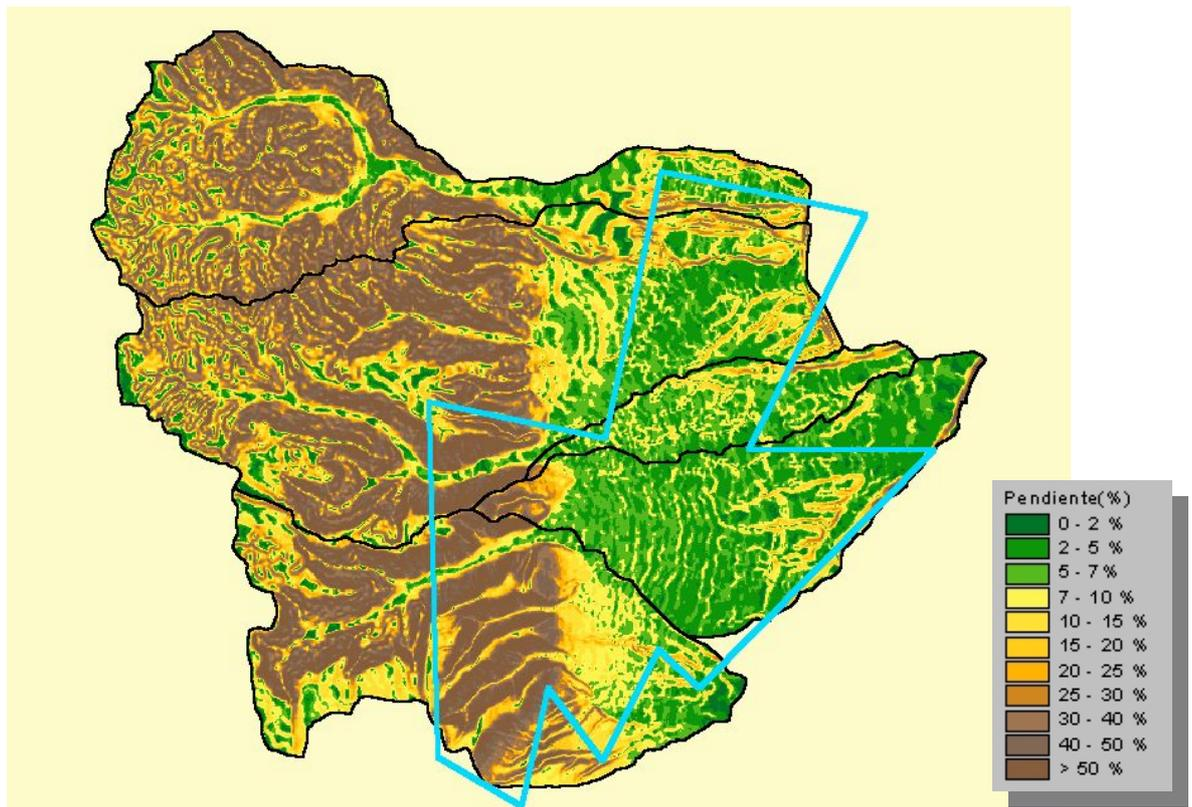 Pendiente(%)
0 - 2 %
2 - 5 %
5 - 7 %
7 - 10 %
10 - 15 %
15 - 20 %
20 - 25 %
25 - 30 %
30 - 40 %
40 - 50 %
> 50 %